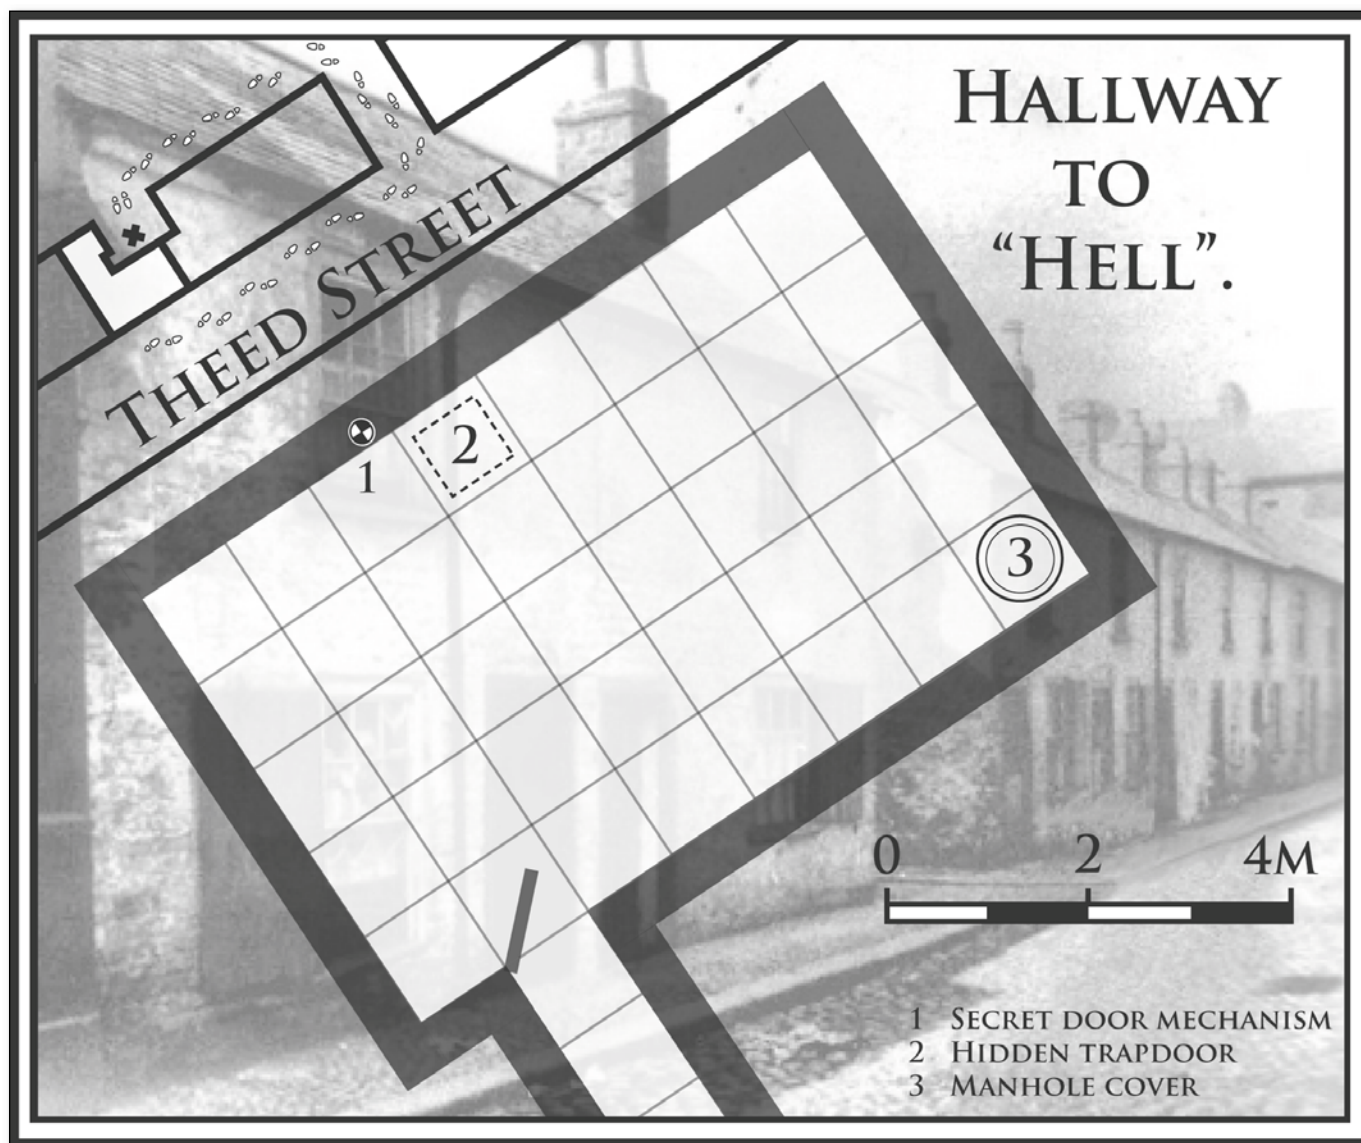 Hallway
to
“Hell”.
Theed Street
1
2
3
0 2 4m
1 Secret door mechanism
2 Hidden trapdoor
3 Manhole cover